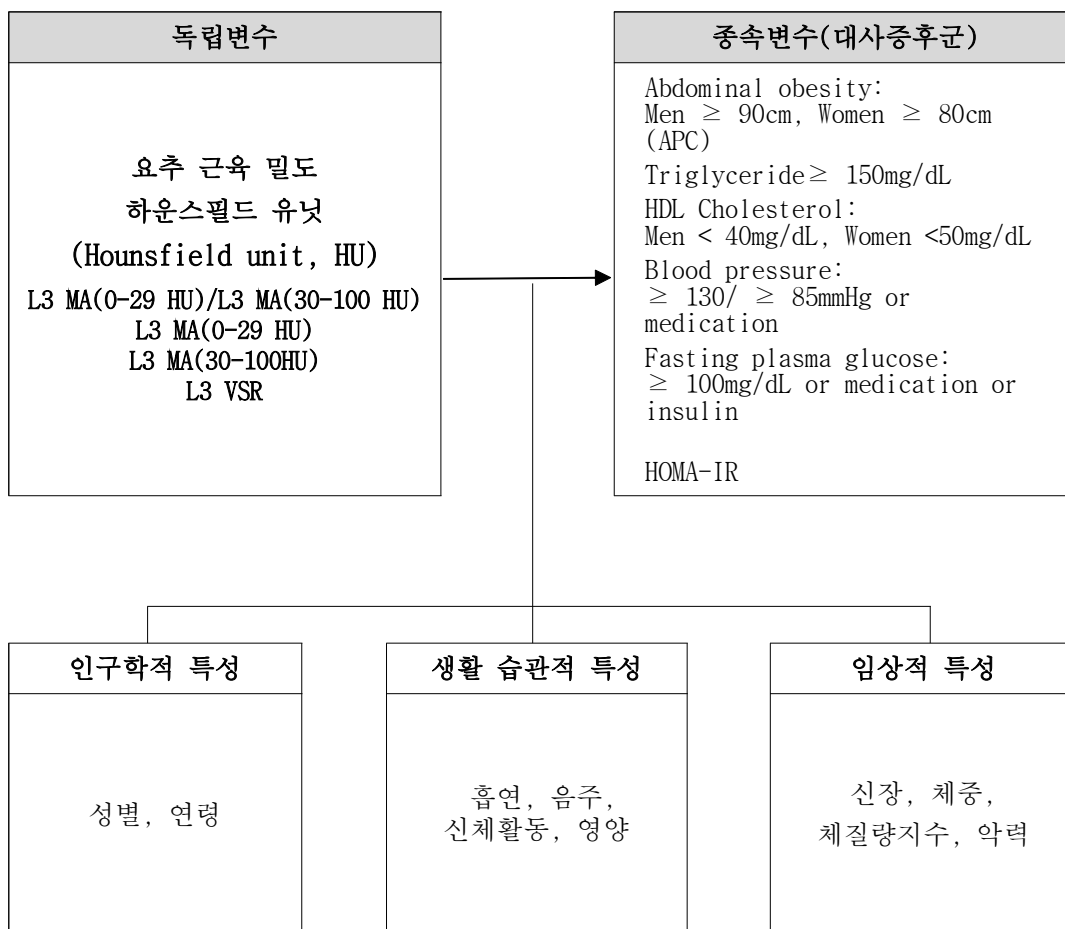 독립변수
요추 근육 밀도
하운스필드 유닛
(Hounsfield unit, HU)
L3 MA(0-29 HU)/L3 MA(30-100 HU)
L3 MA(0-29 HU)
L3 MA(30-100HU)
L3 VSR
종속변수(대사증후군)
Abdominal obesity:
Men ≥ 90cm, Women ≥ 80cm
(APC)
Triglyceride≥ 150mg/dL
HDL Cholesterol:
Men < 40mg/dL, Women <50mg/dL
Blood pressure:
≥ 130/ ≥ 85mmHg or
medication
Fasting plasma glucose:
≥ 100mg/dL or medication or
insulin
HOMA-IR
인구학적 특성
성별, 연령
생활 습관적 특성
흡연, 음주,
신체활동, 영양
임상적 특성
신장, 체중,
체질량지수, 악력